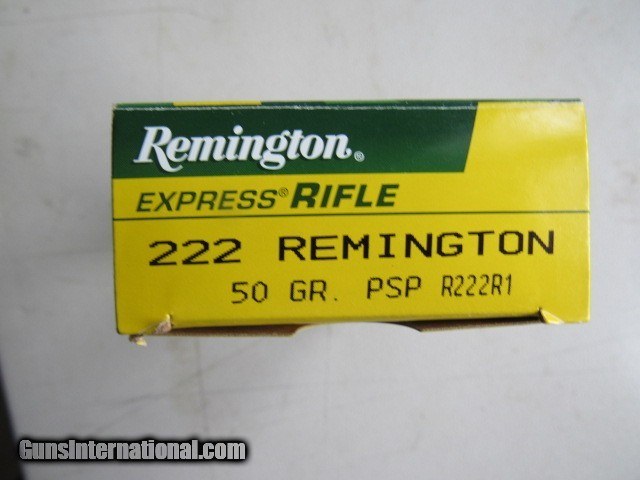 Remington®
EXPRESS® RIFLE
222 REMINGTON
50 GR. PSP R222R1
GunsInternational.com